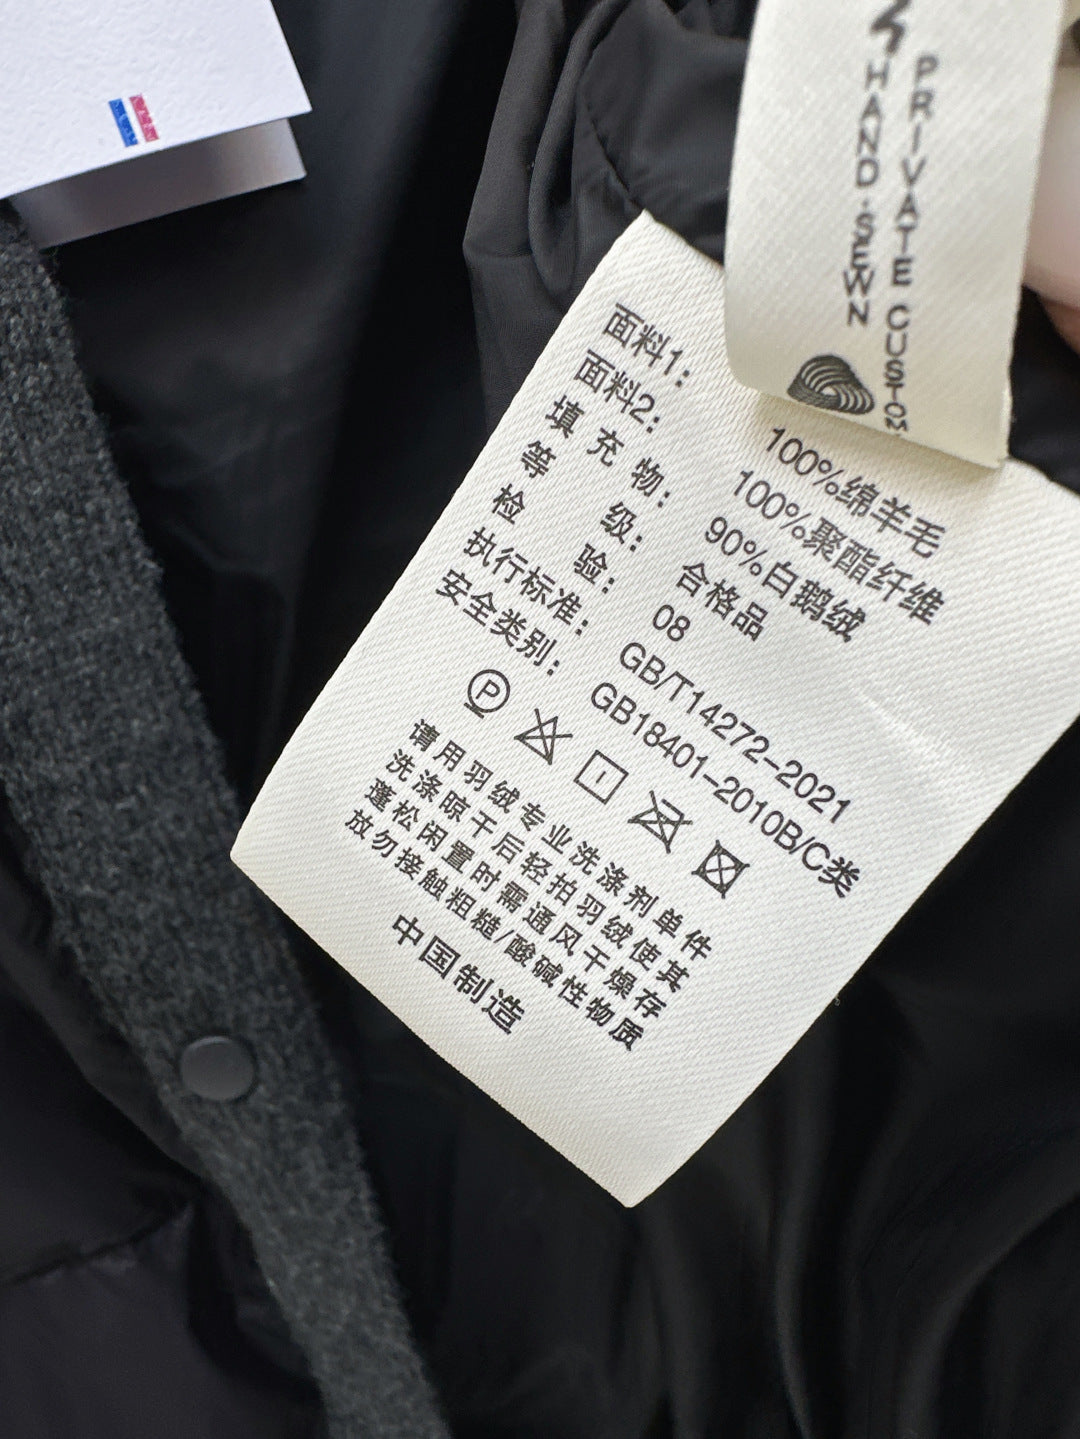 HAND·SEWN
PRIVATE CUSTOM
面料1: 100%绵羊毛
面料2: 100%聚酯纤维
填充物: 90%白鹅绒
等级: 合格品
检验: 08
执行标准: GB/T14272-2021
安全类别: GB18401-2010B/C类
P
请用羽绒专业洗涤剂单件
洗涤晾干后轻拍羽绒使其
蓬松闲置时需通风干燥存
放勿接触粗糙/酸碱性物质
中国制造